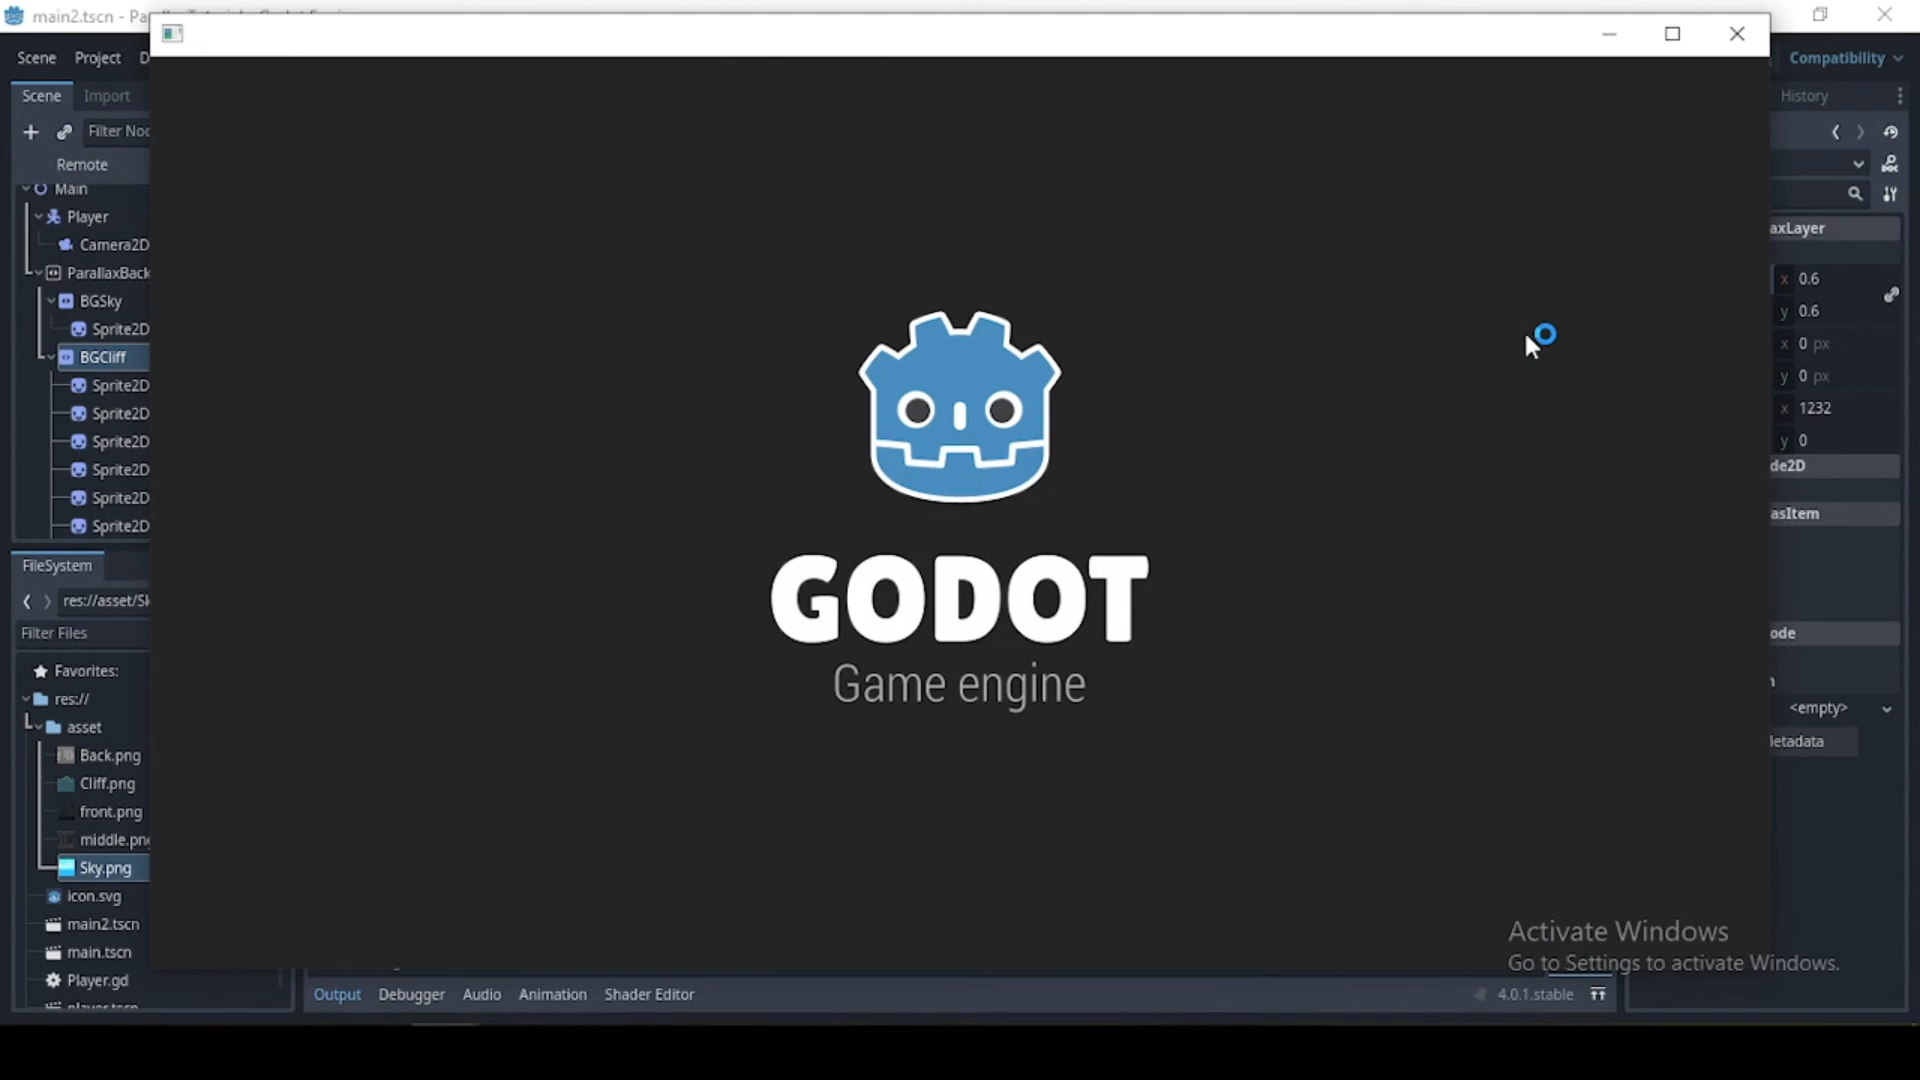 main2.tscn - Pa
Scene Project D
Compatibility
Scene Import
History
Filter Noc
Remote
Main
Player
Camera2D
ParallaxBack
BGSky
Sprite2D
BGCliff
Sprite2D
Sprite2D
Sprite2D
Sprite2D
Sprite2D
Sprite2D
axLayer
x 0.6
y 0.6
x 0 px
y 0 px
x 1232
y 0
de2D
asItem
ode
n
<empty>
Metadata
GODOT
Game engine
FileSystem
res://asset/Sk
Filter Files
Favorites:
res://
asset
Back.png
Cliff.png
front.png
middle.png
Sky.png
icon.svg
main2.tscn
main.tscn
Player.gd
player.tscn
Activate Windows
Go to Settings to activate Windows.
Output Debugger Audio Animation Shader Editor
4.0.1.stable